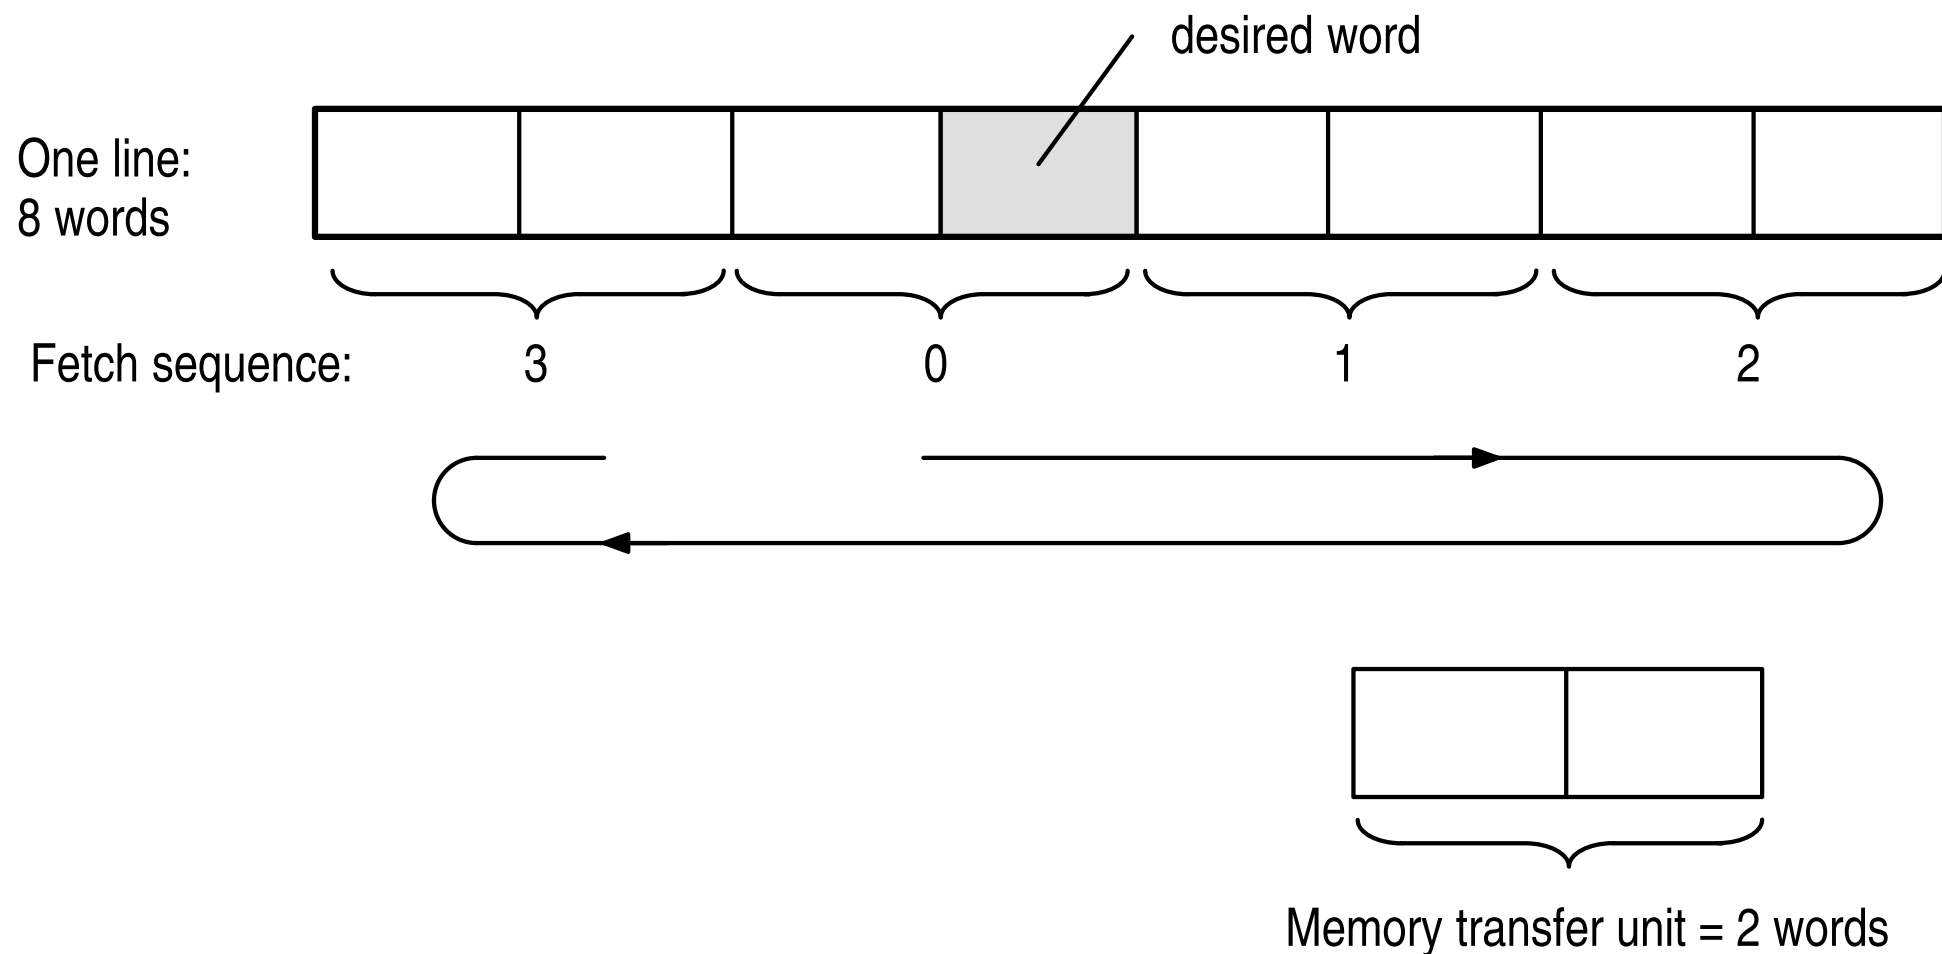 desired word
One line:
8 words
Fetch sequence: 3 0 1 2
Memory transfer unit = 2 words